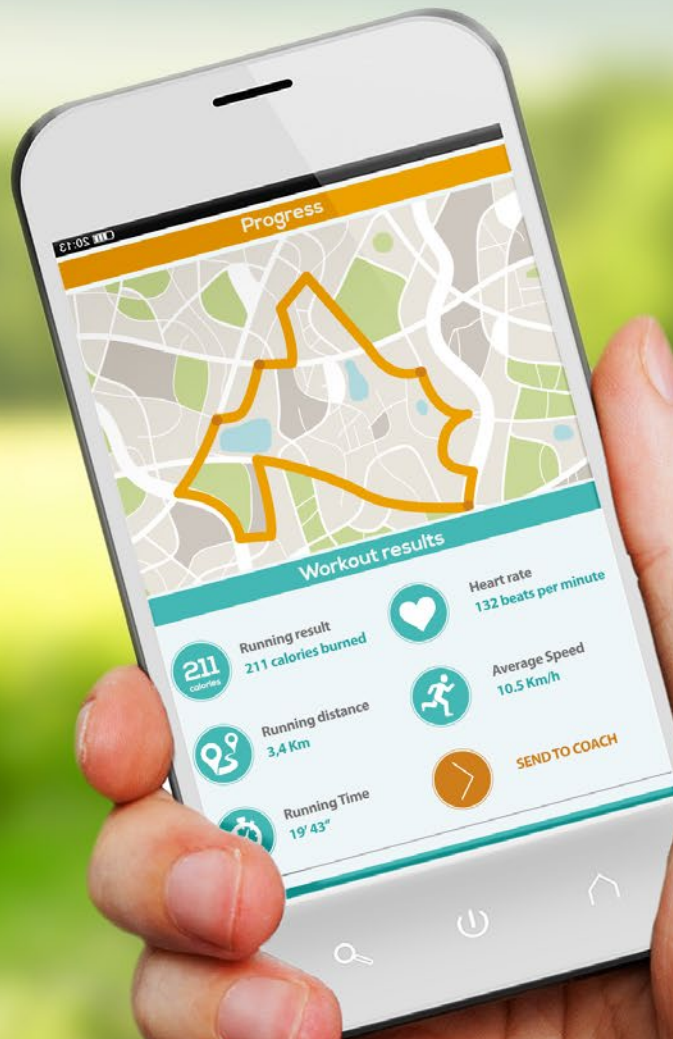 20:13
Progress
Workout results
211
calories
Running result
211 calories burned
Heart rate
132 beats per minute
Running distance
3,4 Km
Average Speed
10.5 Km/h
Running Time
19' 43"
SEND TO COACH